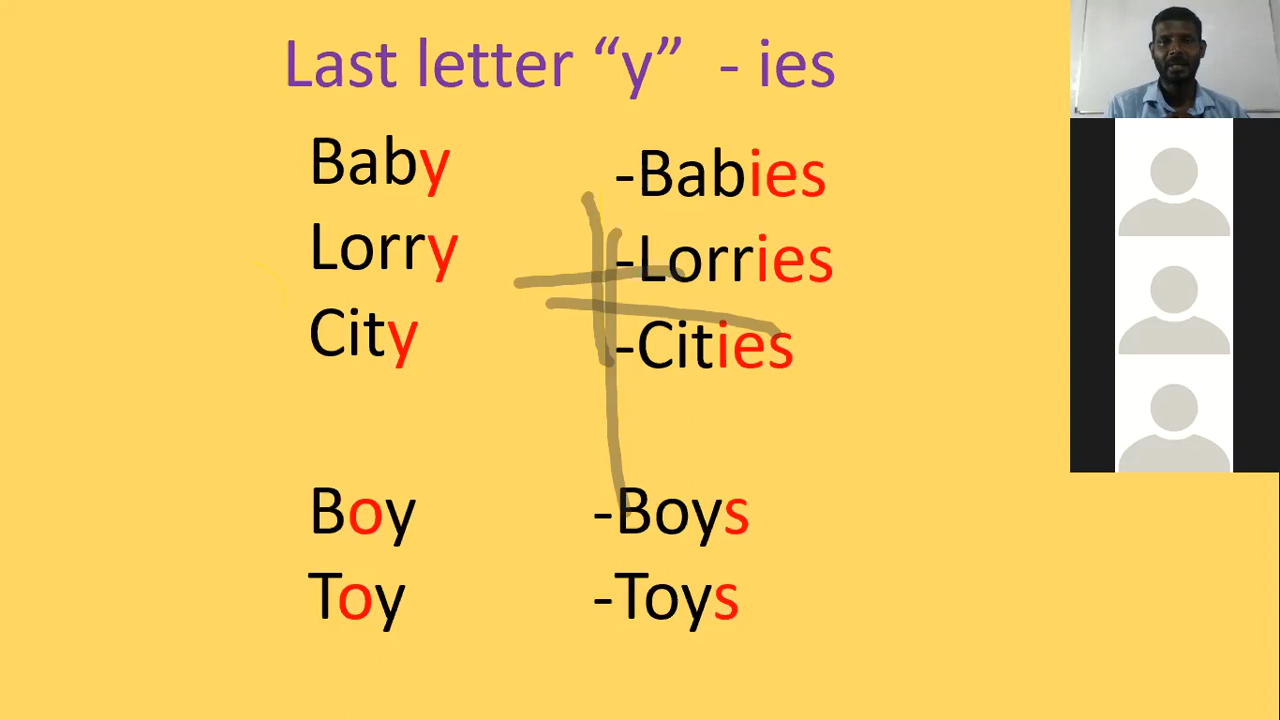 Last letter “y” - ies
Baby -Babies
Lorry -Lorries
City -Cities
Boy -Boys
Toy -Toys